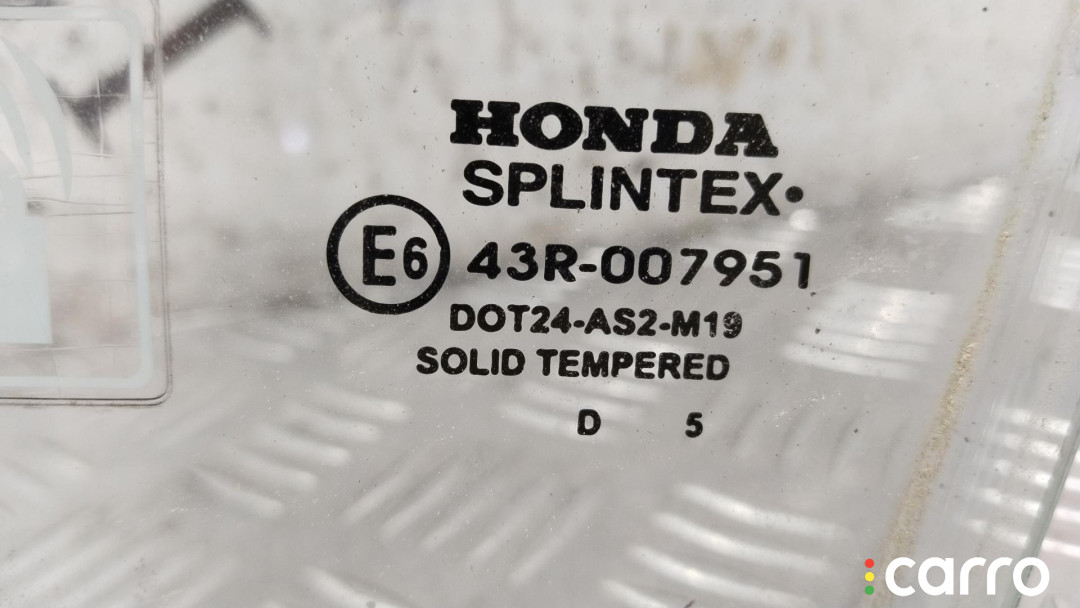 HONDA
SPLINTEX•
E6 43R-007951
DOT24-AS2-M19
SOLID TEMPERED
D 5
carro